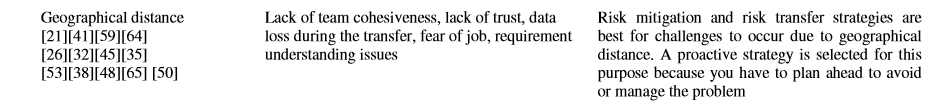 Geographical distance
[21][41][59][64]
[26][32][45][35]
[53][38][48][65] [50]
Lack of team cohesiveness, lack of trust, data
loss during the transfer, fear of job, requirement
understanding issues
Risk mitigation and risk transfer strategies are
best for challenges to occur due to geographical
distance. A proactive strategy is selected for this
purpose because you have to plan ahead to avoid
or manage the problem